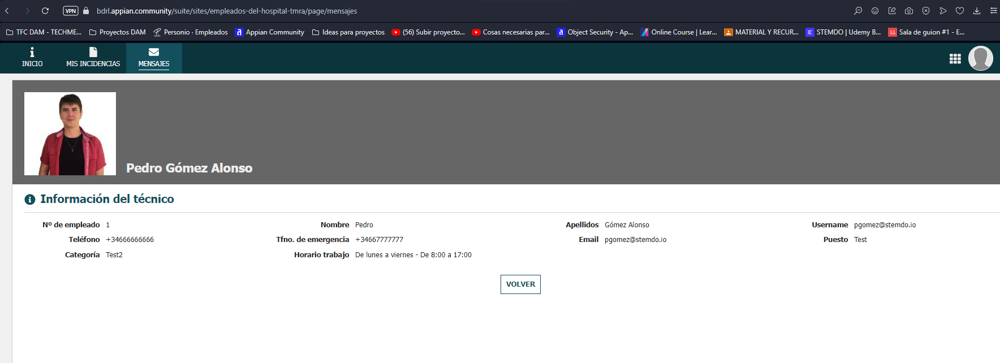 VPN bdrl.appian.community/suite/sites/empleados-del-hospital-tmra/page/mensajes
TFC DAM - TECHME... Proyectos DAM Personio · Empleados Appian Community Ideas para proyectos (56) Subir proyecto... Cosas necesarias par... Object Security - Ap... Online Course | Lear... MATERIAL Y RECUR... STEMDO | Udemy B... Sala de guion #1 - E...
INICIO MIS INCIDENCIAS MENSAJES
Pedro Gómez Alonso
Información del técnico
Nº de empleado 1 Nombre Pedro Apellidos Gómez Alonso Username pgomez@stemdo.io
Teléfono +34666666666 Tfno. de emergencia +34667777777 Email pgomez@stemdo.io Puesto Test
Categoría Test2 Horario trabajo De lunes a viernes - De 8:00 a 17:00
VOLVER